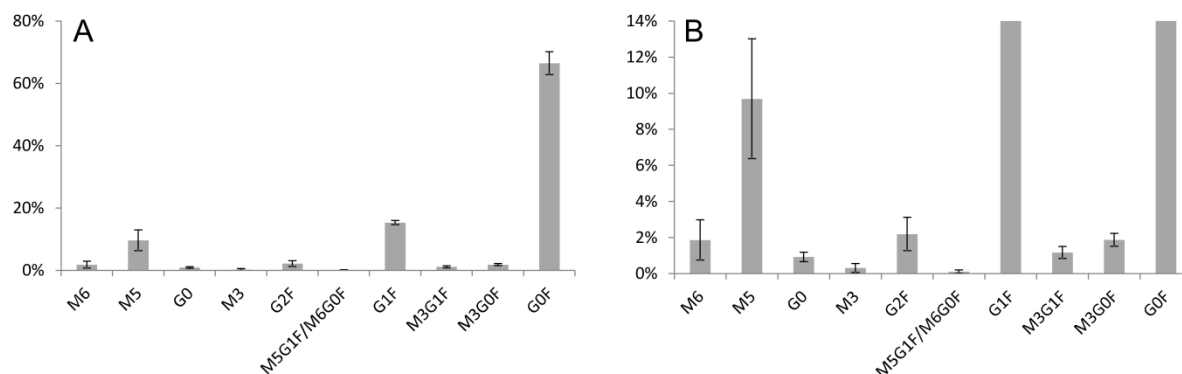 A
80%
60%
40%
20%
0%
M6
M5
G0
M3
G2F
M5G1F/M6G0F
G1F
M3G1F
M3G0F
G0F
B
14%
12%
10%
8%
6%
4%
2%
0%
M6
M5
G0
M3
G2F
M5G1F/M6G0F
G1F
M3G1F
M3G0F
G0F